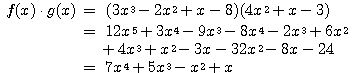 f(x) · g(x) = (3x³ − 2x² + x − 8)(4x² + x − 3)
= 12x⁵ + 3x⁴ − 9x³ − 8x⁴ − 2x³ + 6x²
+ 4x³ + x² − 3x − 32x² − 8x − 24
= 7x⁴ + 5x³ − x² + x